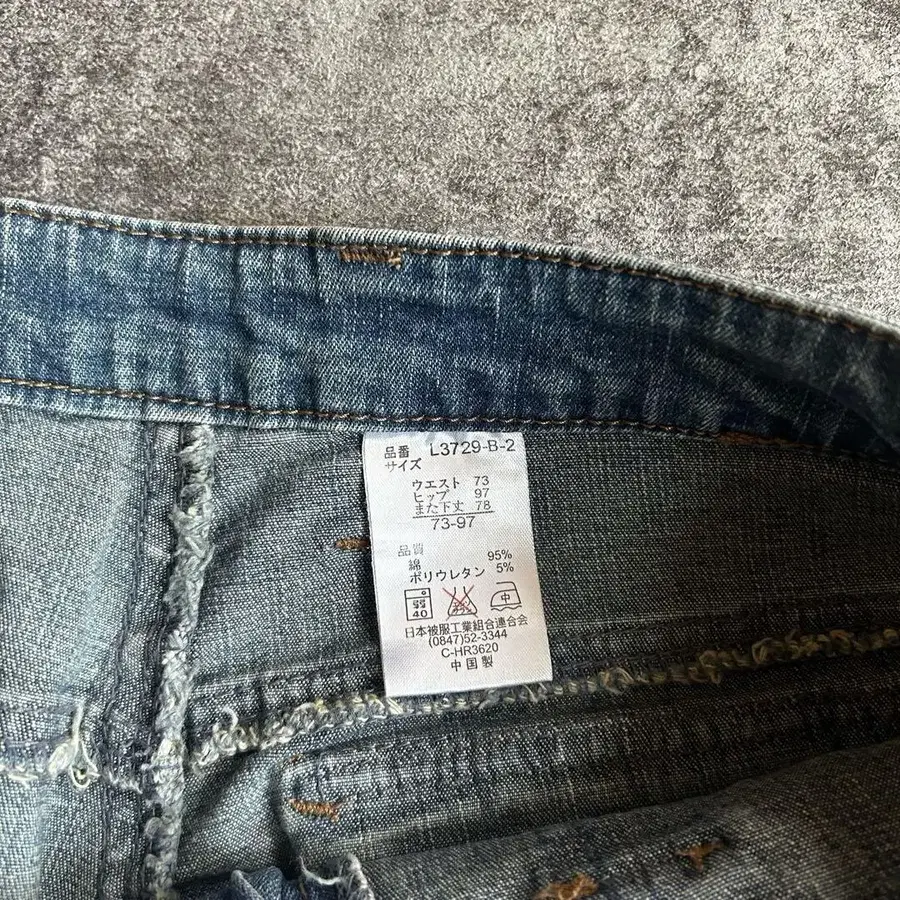 品番 L3729-B-2
サイズ
ウエスト 73
ヒップ 97
また下丈 78
73-97
品質
綿 95%
ポリウレタン 5%
40
中
日本被服工業組合連合会
(0847)52-3344
C-HR3620
中国製